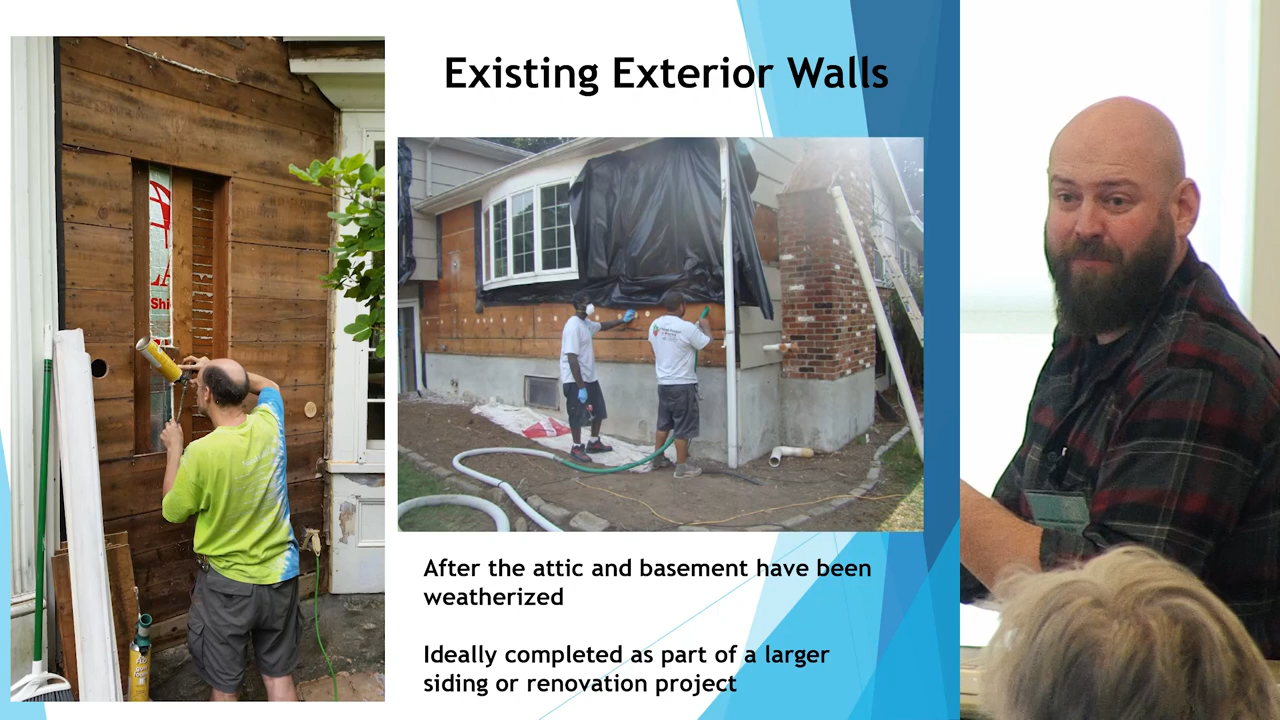 Existing Exterior Walls
Shi
After the attic and basement have been
weatherized
Ideally completed as part of a larger
siding or renovation project